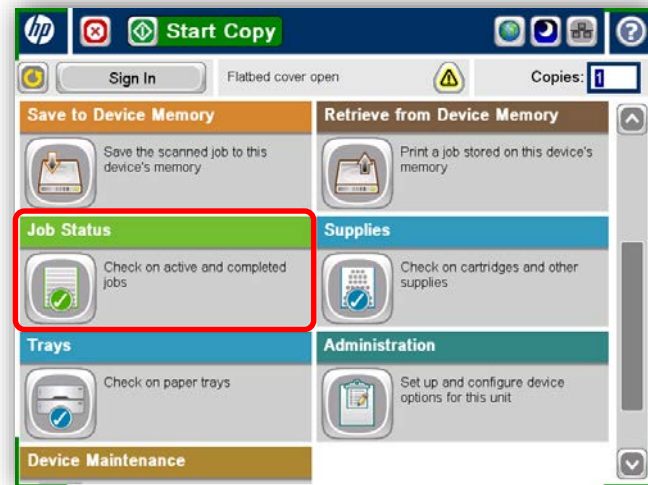 hp
Start Copy
?
Sign In
Flatbed cover open
Copies: 1
Save to Device Memory
Save the scanned job to this
device's memory
Retrieve from Device Memory
Print a job stored on this device's
memory
Job Status
Check on active and completed
jobs
Supplies
Check on cartridges and other
supplies
Trays
Check on paper trays
Administration
Set up and configure device
options for this unit
Device Maintenance